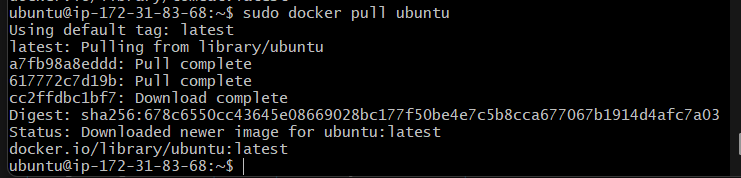 ubuntu@ip-172-31-83-68:~$ sudo docker pull ubuntu
Using default tag: latest
latest: Pulling from library/ubuntu
a7fb98a8eddd: Pull complete
617772c7d19b: Pull complete
cc2ffdbc1bf7: Download complete
Digest: sha256:678c6550cc43645e08669028bc177f50be4e7c5b8cca677067b1914d4afc7a03
Status: Downloaded newer image for ubuntu:latest
docker.io/library/ubuntu:latest
ubuntu@ip-172-31-83-68:~$